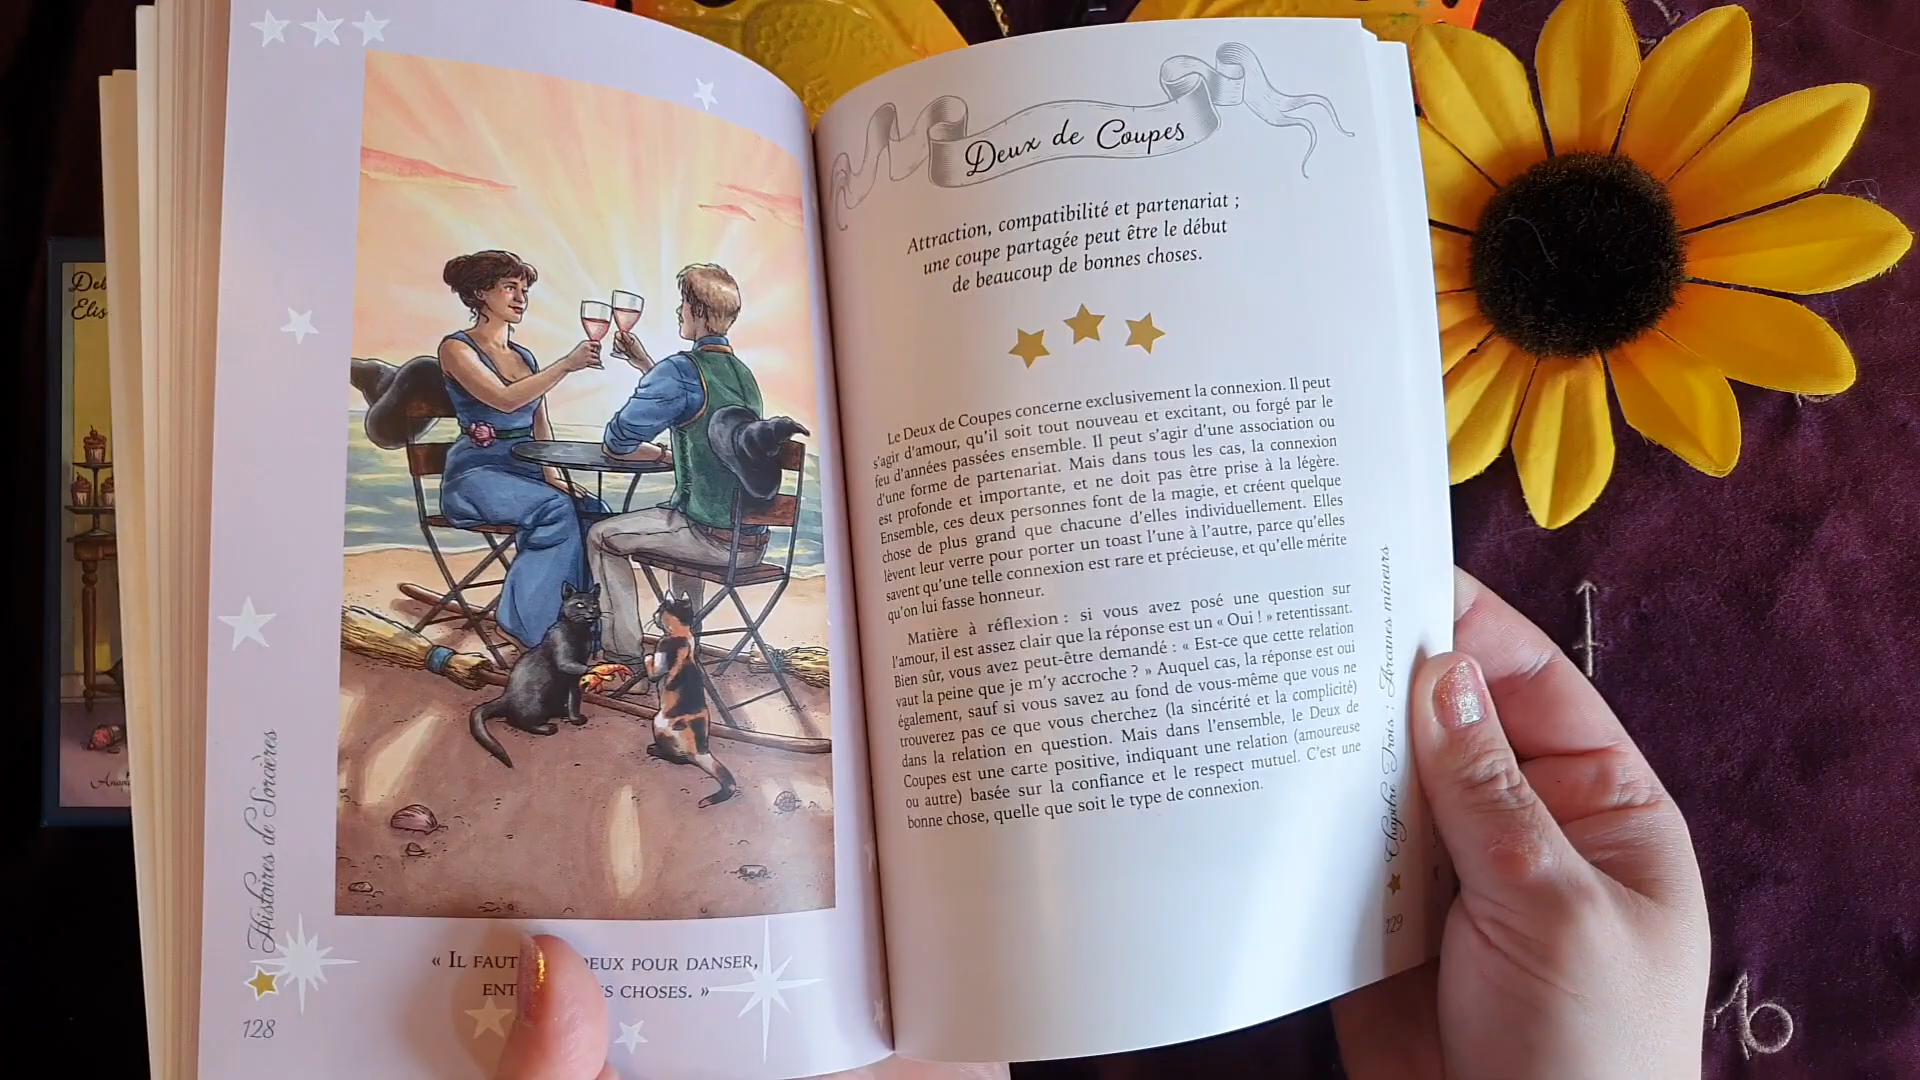 Deb
Elis
Histoires de Sorcières
128
« IL FAUT DEUX POUR DANSER,
ENT S CHOSES. »
Deux de Coupes
Attraction, compatibilité et partenariat ;
une coupe partagée peut être le début
de beaucoup de bonnes choses.
Le Deux de Coupes concerne exclusivement la connexion. Il peut
s'agir d'amour, qu'il soit tout nouveau et excitant, ou forgé par le
feu d'années passées ensemble. Il peut s'agir d'une association ou
d'une forme de partenariat. Mais dans tous les cas, la connexion
est profonde et importante, et ne doit pas être prise à la légère.
Ensemble, ces deux personnes font de la magie, et créent quelque
chose de plus grand que chacune d'elles individuellement. Elles
lèvent leur verre pour porter un toast l'une à l'autre, parce qu'elles
savent qu'une telle connexion est rare et précieuse, et qu'elle mérite
qu'on lui fasse honneur.
Matière à réflexion : si vous avez posé une question sur
l'amour, il est assez clair que la réponse est un « Oui ! » retentissant.
Bien sûr, vous avez peut-être demandé : « Est-ce que cette relation
vaut la peine que je m'y accroche ? » Auquel cas, la réponse est oui
également, sauf si vous savez au fond de vous-même que vous ne
trouverez pas ce que vous cherchez (la sincérité et la complicité)
dans la relation en question. Mais dans l'ensemble, le Deux de
Coupes est une carte positive, indiquant une relation (amoureuse
ou autre) basée sur la confiance et le respect mutuel. C'est une
bonne chose, quelle que soit le type de connexion.
Chapitre Trois : Arcanes mineurs
129